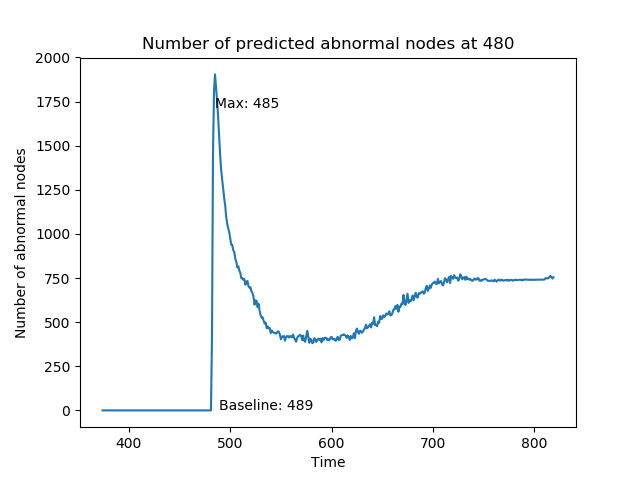 Number of predicted abnormal nodes at 480
Number of abnormal nodes
2000
1750
1500
1250
1000
750
500
250
0
Max: 485
Baseline: 489
400 500 600 700 800
Time